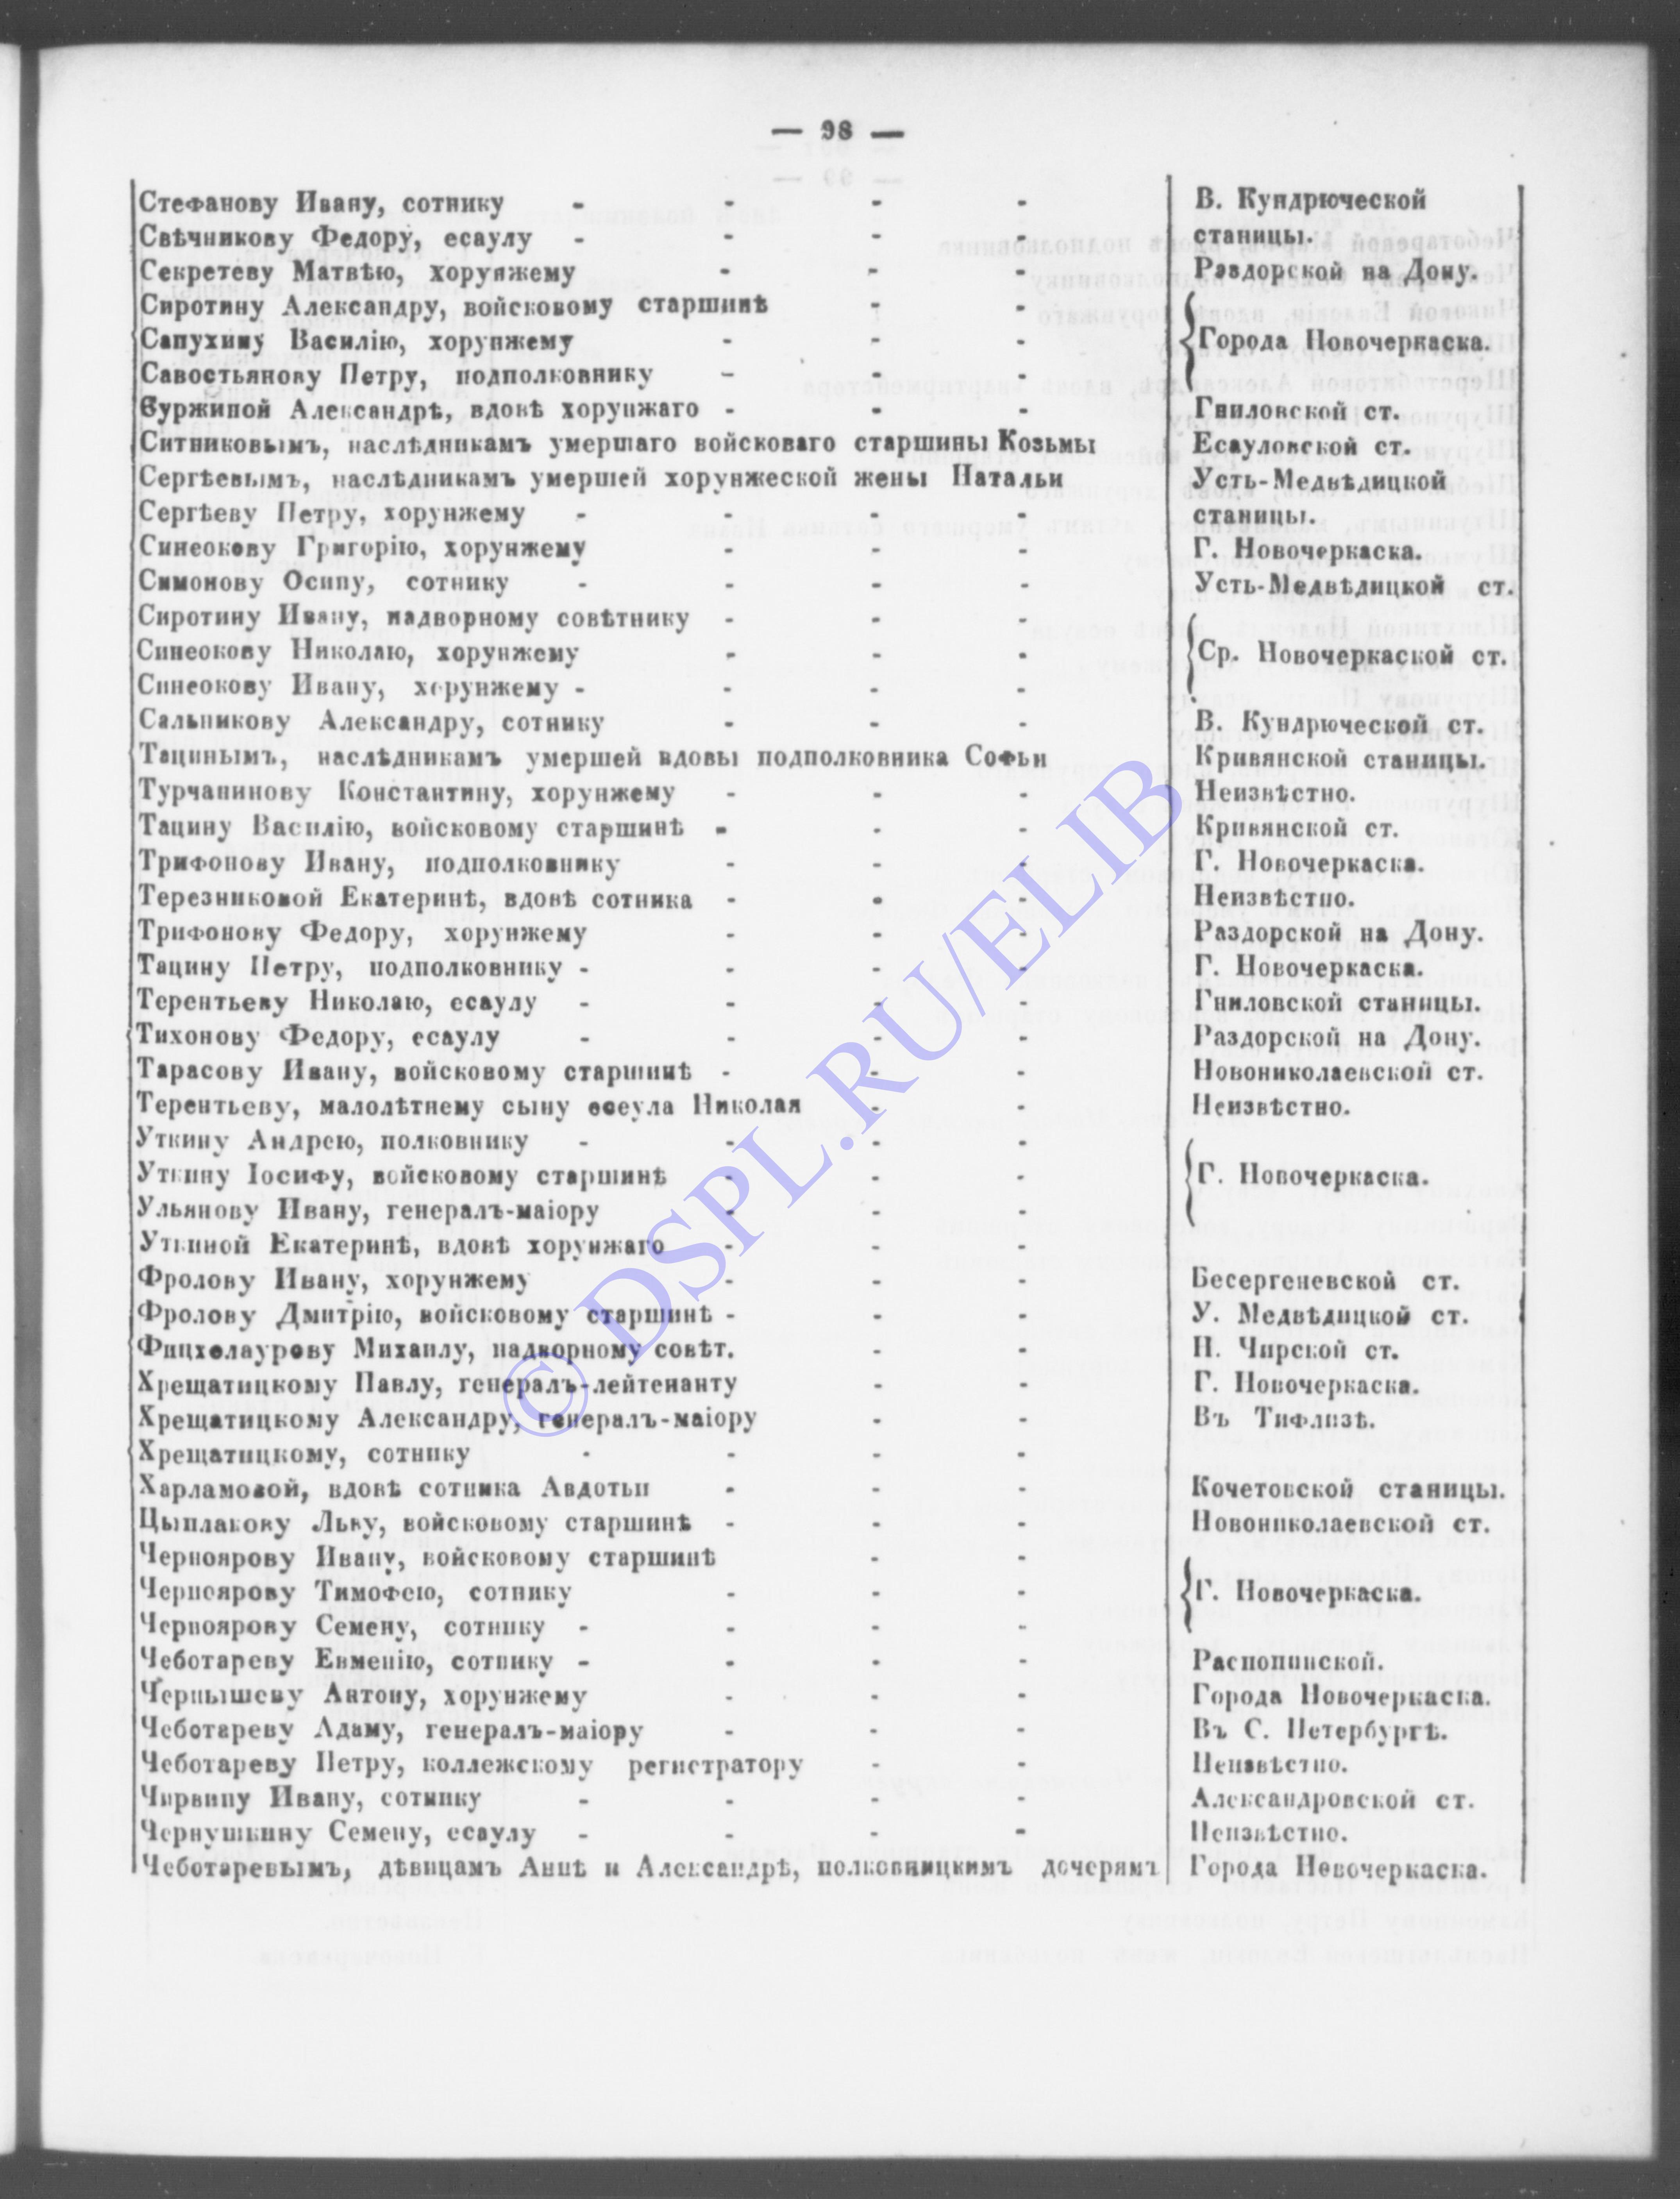 — 98 —
Стефанову Ивану, сотнику - - - - В. Кундрюческой
Свѣчникову Федору, есаулу - - - - станицы.
Секретеву Матвѣю, хорунжему - - - Раздорской на Дону.
Сиротину Александру, войсковому старшинѣ - -
Сапухину Василію, хорунжему - - - { Города Новочеркаска.
Савостьянову Петру, подполковнику - - -
Суржиной Александрѣ, вдовѣ хорунжаго - - - Гниловской ст.
Ситниковымъ, наслѣдникамъ умершаго войсковаго старшины Козьмы Есауловской ст.
Сергѣевымъ, наслѣдникамъ умершей хорунжеской жены Натальи Усть-Медвѣдицкой
Сергѣеву Петру, хорунжему - - - - станицы.
Синеокову Григорію, хорунжему - - - Г. Новочеркаска.
Симонову Осипу, сотнику - - - - Усть-Медвѣдицкой ст.
Сиротину Ивану, надворному совѣтнику - - -
Синеокову Николаю, хорунжему - - - { Ср. Новочеркаской ст.
Синеокову Ивану, хорунжему - - - -
Сальникову Александру, сотнику - - - В. Кундрюческой ст.
Тацинымъ, наслѣдникамъ умершей вдовы подполковника Софьи Кривянской станицы.
Турчанинову Константину, хорунжему - - - Неизвѣстно.
Тацину Василію, войсковому старшинѣ - - - Кривянской ст.
Трифонову Ивану, подполковнику - - - Г. Новочеркаска.
Терезниковой Екатеринѣ, вдовѣ сотника - - - Неизвѣстно.
Трифонову Федору, хорунжему - - - Раздорской на Дону.
Тацину Петру, подполковнику - - - - Г. Новочеркаска.
Терентьеву Николаю, есаулу - - - - Гниловской станицы.
Тихонову Федору, есаулу - - - - Раздорской на Дону.
Тарасову Ивану, войсковому старшинѣ - - - Новониколаевской ст.
Терентьеву, малолѣтнему сыну есеула Николая - - Неизвѣстно.
Уткину Андрею, полковнику - - - -
Уткину Іосифу, войсковому старшинѣ - - - { Г. Новочеркаска.
Ульянову Ивану, генералъ-маіору - - -
Уткиной Екатеринѣ, вдовѣ хорунжаго - - -
Фролову Ивану, хорунжему - - - Бесергеневской ст.
Фролову Дмитрію, войсковому старшинѣ - - - У. Медвѣдицкой ст.
Фицхелаурову Михаилу, надворному совѣт. - - Н. Чирской ст.
Хрещатицкому Павлу, генералъ-лейтенанту - - Г. Новочеркаска.
Хрещатицкому Александру, генералъ-маіору - - Въ Тифлизѣ.
Хрещатицкому, сотнику - - - -
Харламовой, вдовѣ сотника Авдотьи - - - Кочетовской станицы.
Цыплакову Льву, войсковому старшинѣ - - - Новониколаевской ст.
Черноярову Ивану, войсковому старшинѣ - -
Черноярову Тимофею, сотнику - - - { Г. Новочеркаска.
Черноярову Семену, сотнику - - - -
Чеботареву Евменію, сотнику - - - - Распопинской.
Чернышеву Антону, хорунжему - - - Города Новочеркаска.
Чеботареву Адаму, генералъ-маіору - - - Въ С. Петербургѣ.
Чеботареву Петру, коллежскому регистратору - - Неизвѣстно.
Чирвину Ивану, сотнику - - - - Александровской ст.
Чернушкину Семену, есаулу - - - - Неизвѣстно.
Чеботаревымъ, дѣвицамъ Аннѣ и Александрѣ, полковницкимъ дочерямъ Города Новочеркаска.
© DSPL.RU/ELIB